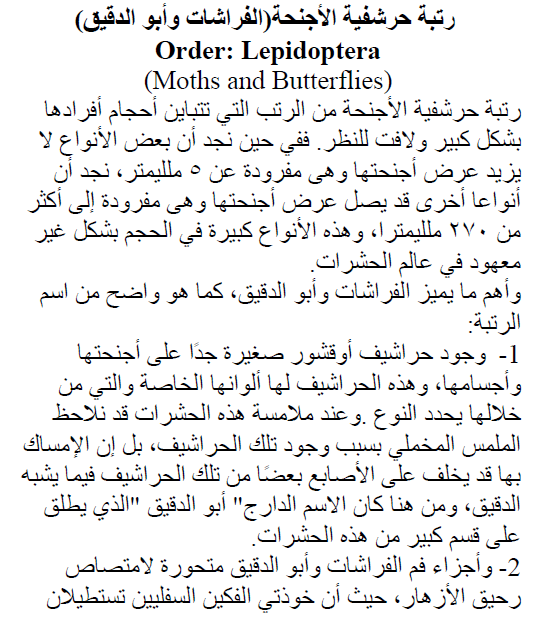 رتبة حرشفية الأجنحة(الفراشات وأبو الدقيق)
Order: Lepidoptera
(Moths and Butterflies)
رتبة حرشفية الأجنحة من الرتب التي تتباين أحجام أفرادها
بشكل كبير ولافت للنظر. ففي حين نجد أن بعض الأنواع لا
يزيد عرض أجنحتها وهى مفرودة عن ٥ ملليمتر، نجد أن
أنواعا أخرى قد يصل عرض أجنحتها وهى مفرودة إلى أكثر
من ٢٧٠ ملليمترا، وهذه الأنواع كبيرة في الحجم بشكل غير
معهود في عالم الحشرات.
وأهم ما يميز الفراشات وأبو الدقيق، كما هو واضح من اسم
الرتبة:
1- وجود حراشيف أوقشور صغيرة جدًا على أجنحتها
وأجسامها، وهذه الحراشيف لها ألوانها الخاصة والتي من
خلالها يحدد النوع .وعند ملامسة هذه الحشرات قد نلاحظ
الملمس المخملي بسبب وجود تلك الحراشيف، بل إن الإمساك
بها قد يخلف على الأصابع بعضًا من تلك الحراشيف فيما يشبه
الدقيق، ومن هنا كان الاسم الدارج" أبو الدقيق "الذي يطلق
على قسم كبير من هذه الحشرات.
2- وأجزاء فم الفراشات وأبو الدقيق متحورة لامتصاص
رحيق الأزهار، حيث أن خوذتي الفكين السفليين تستطيلان